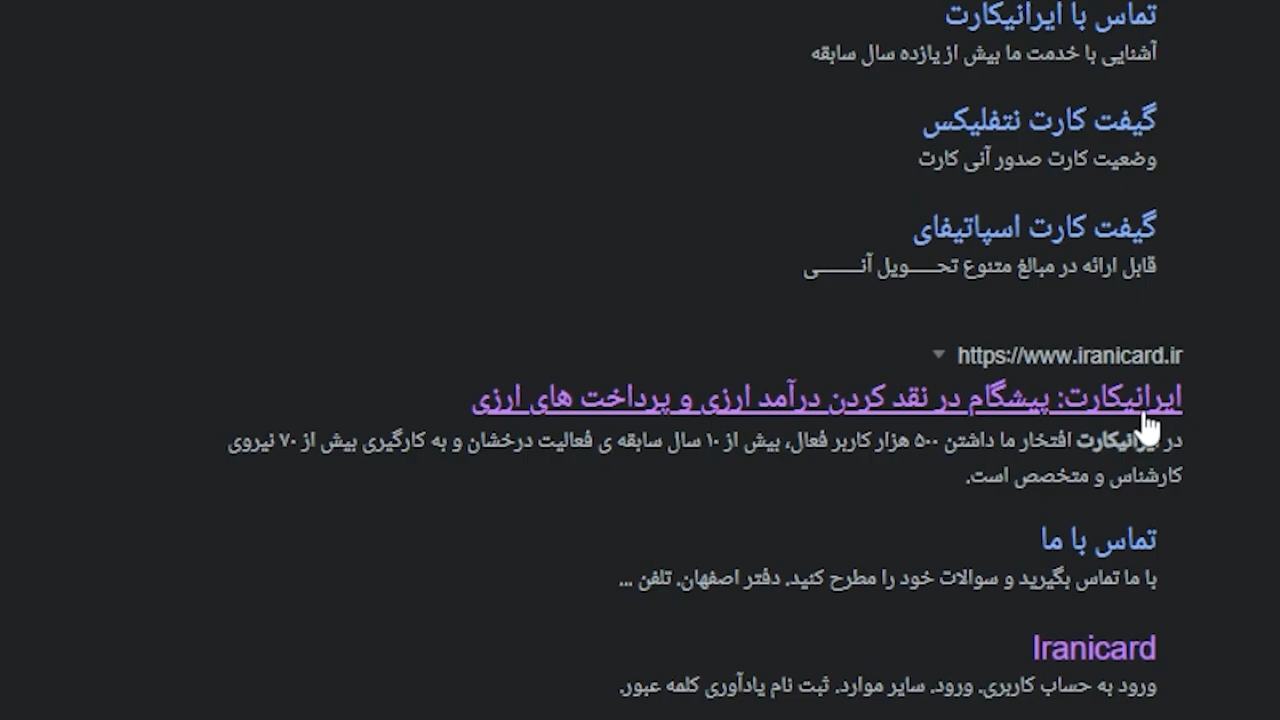 تماس با ایرانیکارت
آشنایی با خدمت ما بیش از یازده سال سابقه
گیفت کارت نتفلیکس
وضعیت کارت صدور آنی کارت
گیفت کارت اسپاتیفای
قابل ارائه در مبالغ متنوع تحـــویل آنــــی
https://www.iranicard.ir
ایرانیکارت: پیشگام در نقد کردن درآمد ارزی و پرداخت های ارزی
در ایرانیکارت افتخار ما داشتن ۵۰۰ هزار کاربر فعال، بیش از ۱۰ سال سابقه ی فعالیت درخشان و به کارگیری بیش از ۷۰ نیروی
کارشناس و متخصص است.
تماس با ما
با ما تماس بگیرید و سوالات خود را مطرح کنید. دفتر اصفهان. تلفن ...
Iranicard
ورود به حساب کاربری. ورود. سایر موارد. ثبت نام یادآوری کلمه عبور.